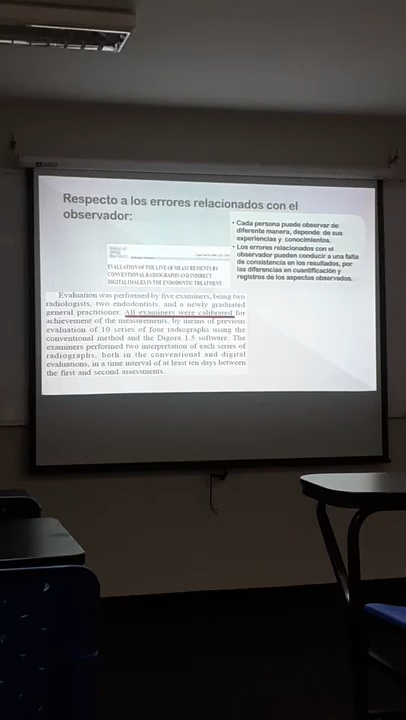 Respecto a los errores relacionados con el
observador:
• Cada persona puede observar de
diferente manera, depende de sus
experiencias y conocimientos.
• Los errores relacionados con el
observador pueden conducir a una falta
de consistencia en los resultados, por
las diferencias en cuantificación y
registros de los aspectos observados.
EVALUATION OF THE LINEAR MEASUREMENTS BY
CONVENTIONAL RADIOGRAPHS AND INDIRECT
DIGITAL IMAGES IN THE ENDODONTIC TREATMENT
Evaluation was performed by five examiners, being two
radiologists, two endodontists, and a newly graduated
general practitioner. All examiners were calibrated for
achievement of the measurements, by means of previous
evaluation of 10 series of four radiographs using the
conventional method and the Digora 1.5 software. The
examiners performed two interpretation of each series of
radiographs, both in the conventional and digital
evaluations, in a time interval of at least ten days between
the first and second assessments.